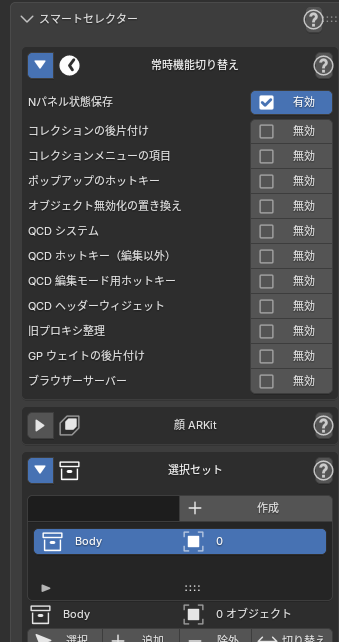 スマートセレクター
常時機能切り替え
Nパネル状態保存 有効
コレクションの後片付け 無効
コレクションメニューの項目 無効
ポップアップのホットキー 無効
オブジェクト無効化の置き換え 無効
QCD システム 無効
QCD ホットキー（編集以外） 無効
QCD 編集モード用ホットキー 無効
QCD ヘッダーウィジェット 無効
旧プロキシ整理 無効
GP ウェイトの後片付け 無効
ブラウザーサーバー 無効
顔 ARKit
選択セット
作成
Body 0
Body 0 オブジェクト
選択 追加 除外 切り替え